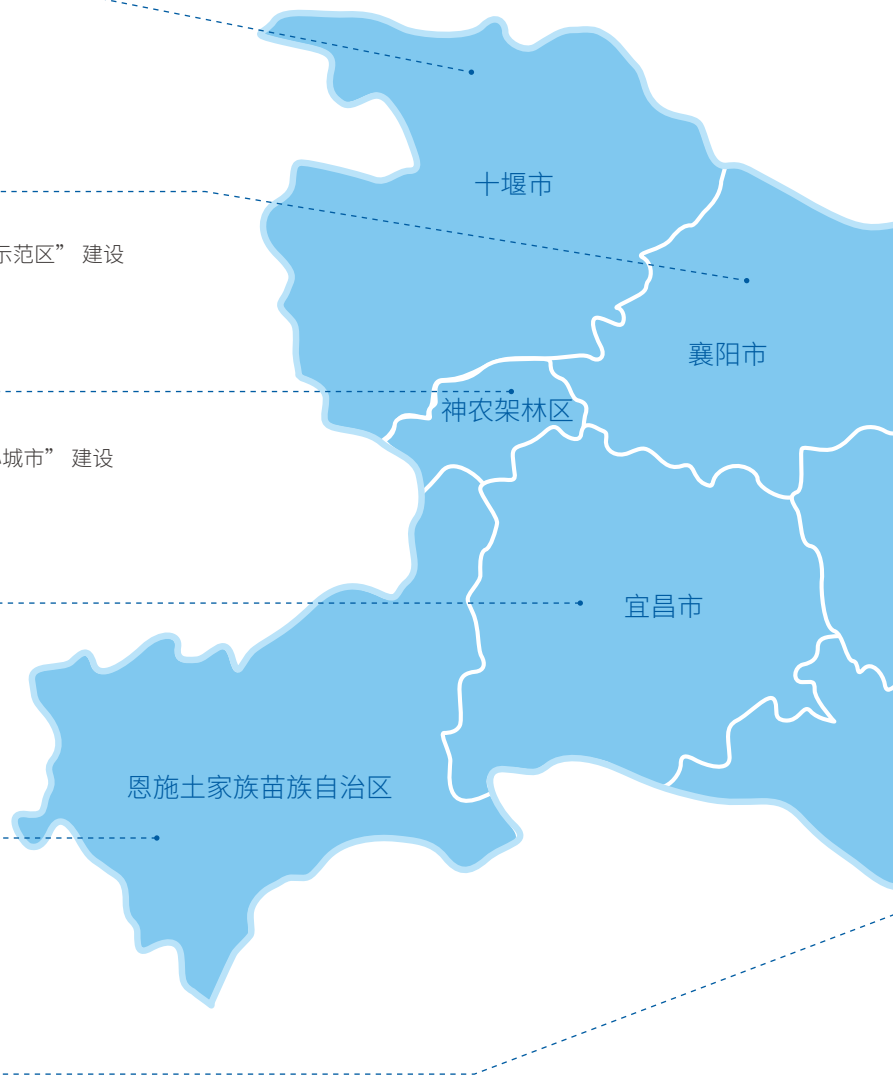 十堰市
示范区” 建设
襄阳市
神农架林区
城市” 建设
宜昌市
恩施土家族苗族自治区